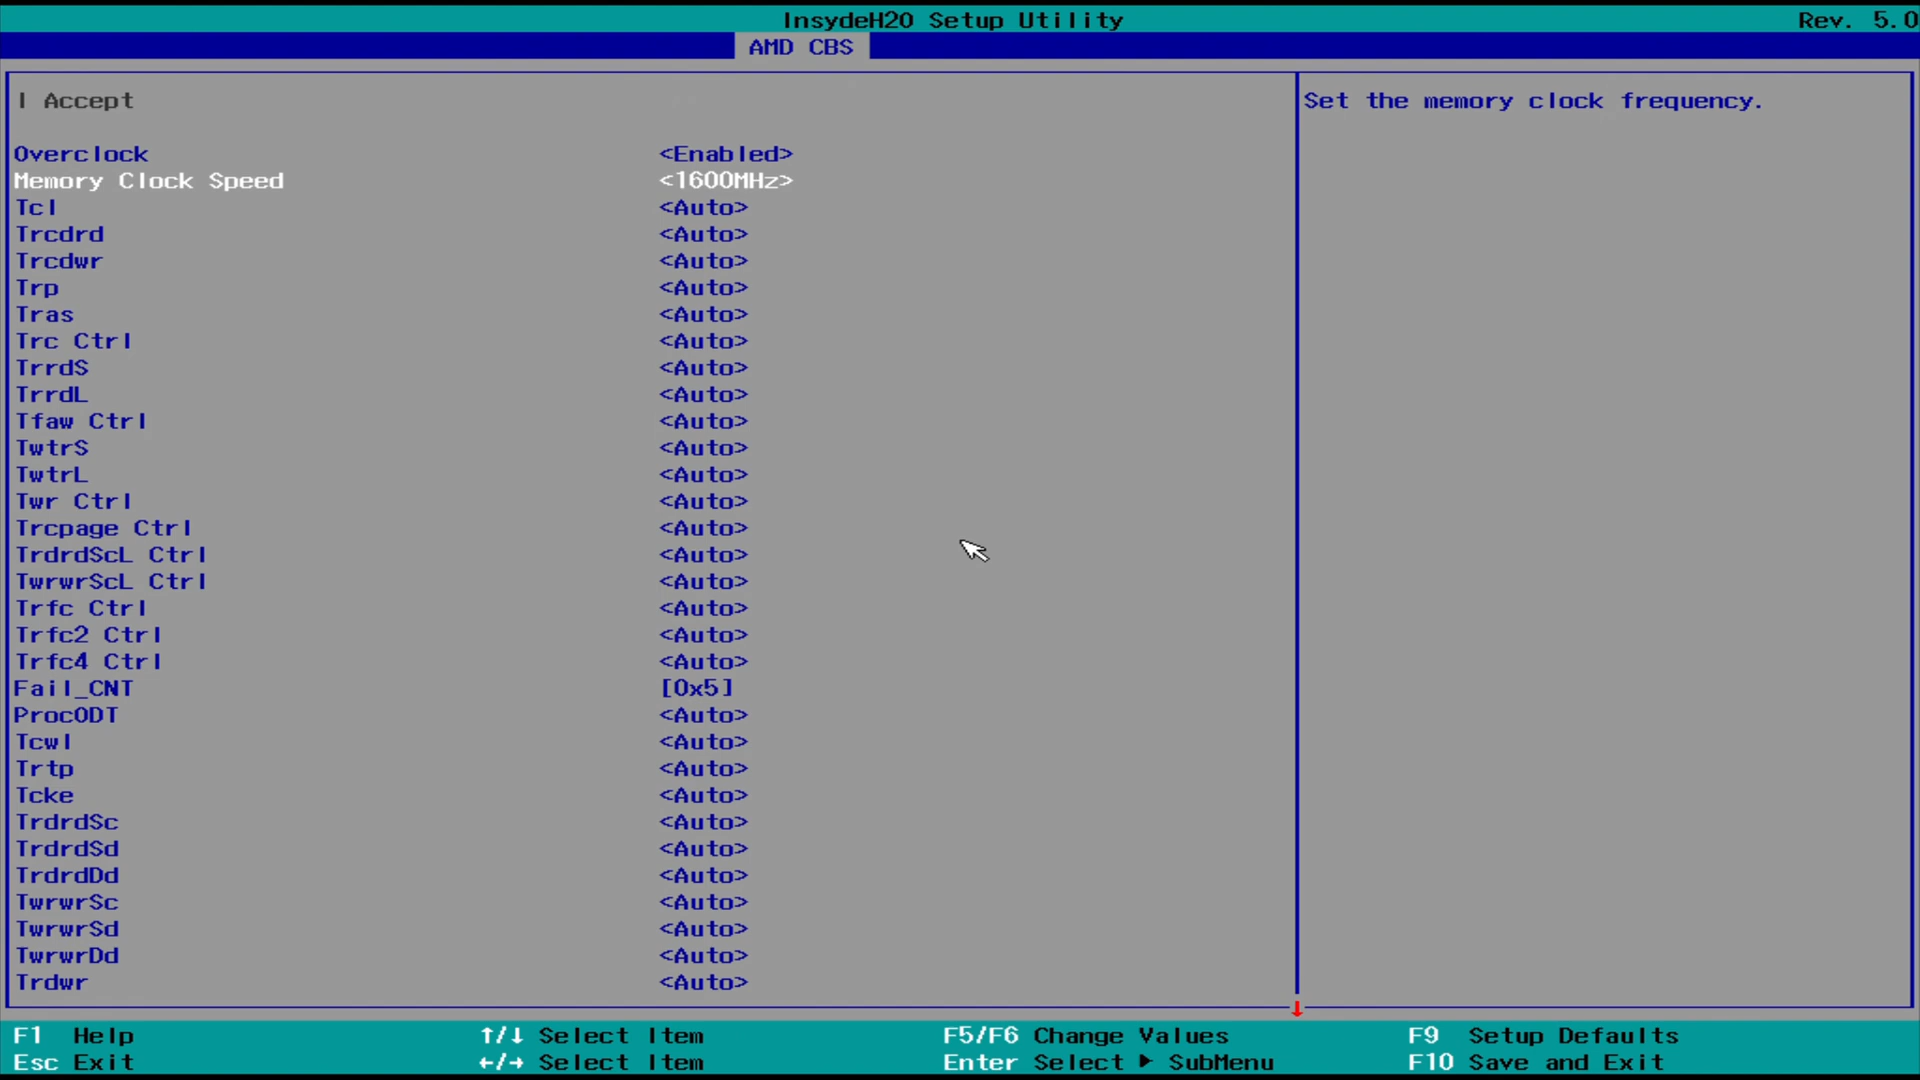 InsydeH2O Setup Utility Rev. 5.0
AMD CBS
I Accept
Set the memory clock frequency.
Overclock <Enabled>
Memory Clock Speed <1600MHz>
Tcl <Auto>
Trcdrd <Auto>
Trcdwr <Auto>
Trp <Auto>
Tras <Auto>
Trc Ctrl <Auto>
TrrdS <Auto>
TrrdL <Auto>
Tfaw Ctrl <Auto>
TwtrS <Auto>
TwtrL <Auto>
Twr Ctrl <Auto>
Trcpage Ctrl <Auto>
TrdrdScL Ctrl <Auto>
TwrwrScL Ctrl <Auto>
Trfc Ctrl <Auto>
Trfc2 Ctrl <Auto>
Trfc4 Ctrl <Auto>
Fail_CNT [0x5]
ProcODT <Auto>
Tcwl <Auto>
Trtp <Auto>
Tcke <Auto>
TrdrdSc <Auto>
TrdrdSd <Auto>
TrdrdDd <Auto>
TwrwrSc <Auto>
TwrwrSd <Auto>
TwrwrDd <Auto>
Trdwr <Auto>
F1 Help ↑/↓ Select Item F5/F6 Change Values F9 Setup Defaults
Esc Exit ←/→ Select Item Enter Select ▶ SubMenu F10 Save and Exit